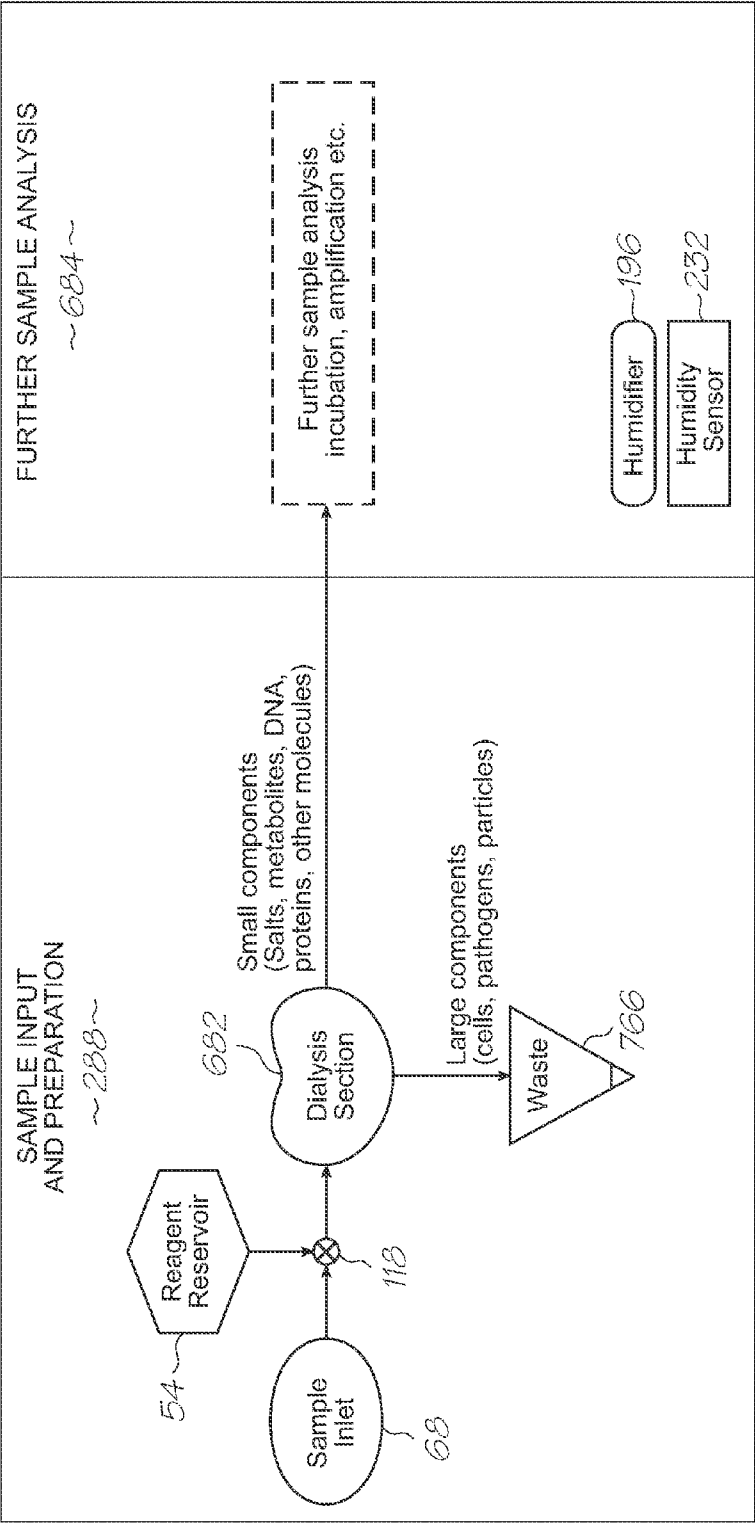 SAMPLE INPUT
AND PREPARATION
~288~
FURTHER SAMPLE ANALYSIS
~684~
54
Reagent
Reservoir
Sample
Inlet
68
118
682
Dialysis
Section
Small components
(Salts, metabolites, DNA,
proteins, other molecules)
Large components
(cells, pathogens, particles)
Waste
766
Further sample analysis
incubation, amplification etc.
Humidifier
196
Humidity
Sensor
232